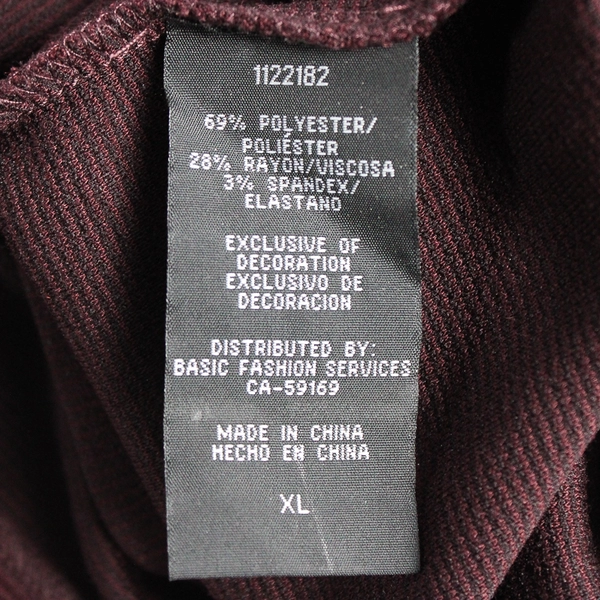 1122182
69% POLYESTER/
POLIÉSTER
28% RAYON/VISCOSA
3% SPANDEX/
ELASTANO
EXCLUSIVE OF
DECORATION
EXCLUSIVO DE
DECORACION
DISTRIBUTED BY:
BASIC FASHION SERVICES
CA-59169
MADE IN CHINA
HECHO EN CHINA
XL